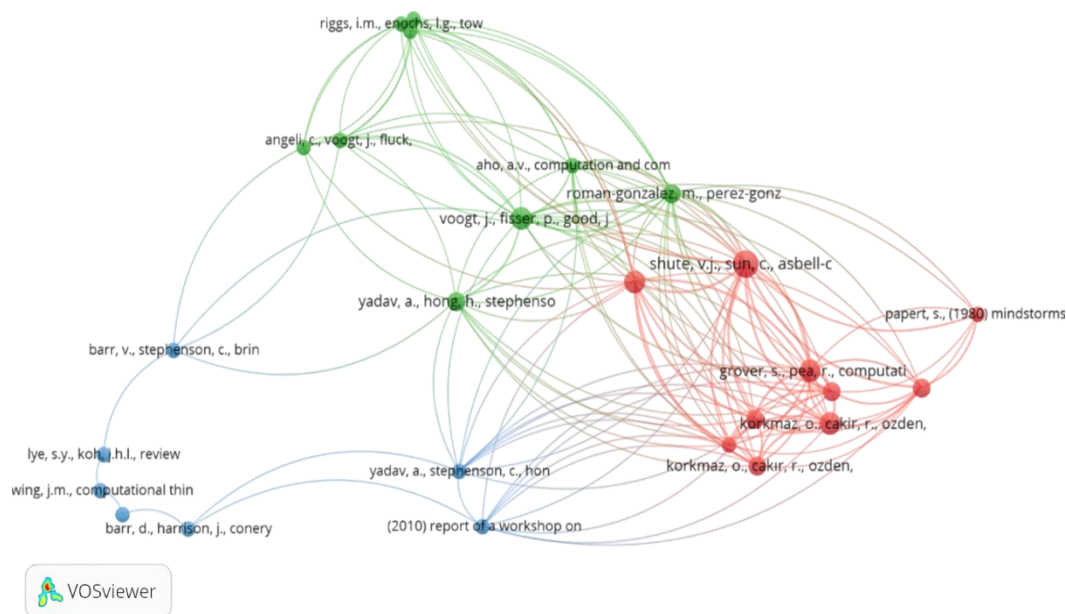 riggs, i.m., enochs, l.g., tow
angeli, c., voogt, j., fluck,
aho, a.v., computation and com
roman-gonzalez, m., perez-gonz
voogt, j., fisser, p., good, j
shute, v.j., sun, c., asbell-c
yadav, a., hong, h., stephenso
papert, s., (1980) mindstorms
barr, v., stephenson, c., brin
grover, s., pea, r., computati
korkmaz, o., cakir, r., ozden,
lye, s.y., koh, j.h.l., review
korkmaz, o., cakır, r., ozden,
yadav, a., stephenson, c., hon
wing, j.m., computational thin
barr, d., harrison, j., conery
(2010) report of a workshop on
VOSviewer